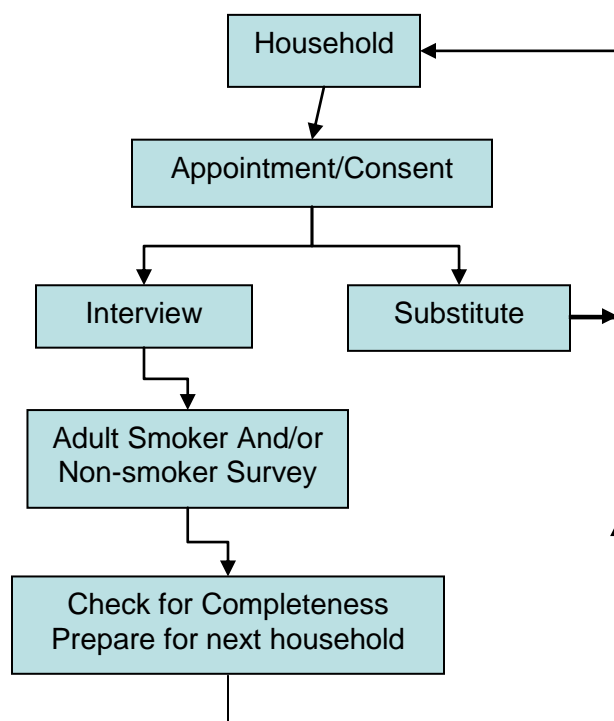 Household
Appointment/Consent
Interview
Substitute
Adult Smoker And/or
Non-smoker Survey
Check for Completeness
Prepare for next household